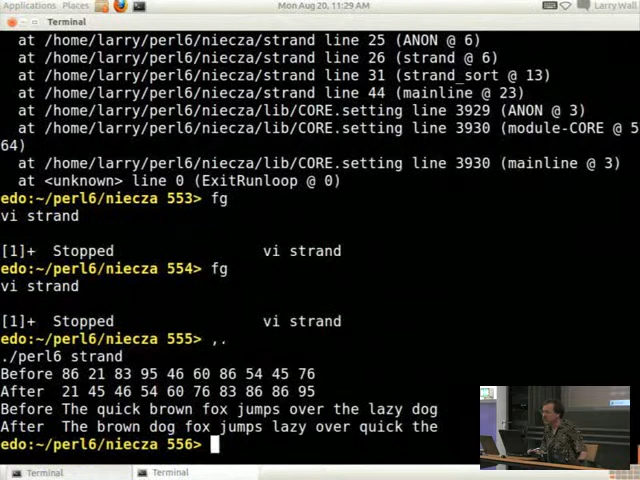 Applications Places Mon Aug 20, 11:29 AM Larry Wall
Terminal
at /home/larry/perl6/niecza/strand line 25 (ANON @ 6)
at /home/larry/perl6/niecza/strand line 26 (strand @ 6)
at /home/larry/perl6/niecza/strand line 31 (strand_sort @ 13)
at /home/larry/perl6/niecza/strand line 44 (mainline @ 23)
at /home/larry/perl6/niecza/lib/CORE.setting line 3929 (ANON @ 3)
at /home/larry/perl6/niecza/lib/CORE.setting line 3930 (module-CORE @ 5
64)
at /home/larry/perl6/niecza/lib/CORE.setting line 3930 (mainline @ 3)
at <unknown> line 0 (ExitRunloop @ 0)
edo:~/perl6/niecza 553> fg
vi strand
[1]+ Stopped vi strand
edo:~/perl6/niecza 554> fg
vi strand
[1]+ Stopped vi strand
edo:~/perl6/niecza 555> ,.
./perl6 strand
Before 86 21 83 95 46 60 86 54 45 76
After 21 45 46 54 60 76 83 86 86 95
Before The quick brown fox jumps over the lazy dog
After The brown dog fox jumps lazy over quick the
edo:~/perl6/niecza 556>
Terminal Terminal